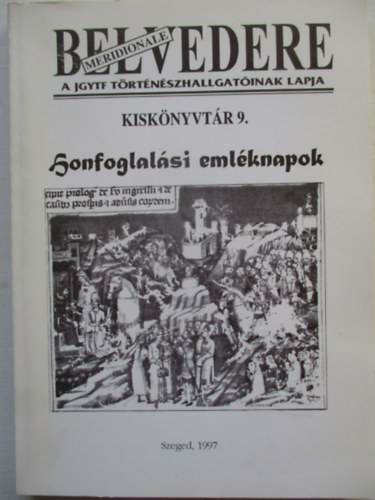 BELVEDERE
MERIDIONALE
A JGYTF TÖRTÉNÉSZHALLGATÓINAK LAPJA
KISKÖNYVTÁR 9.
Honfoglalási emléknapok
Szeged, 1997